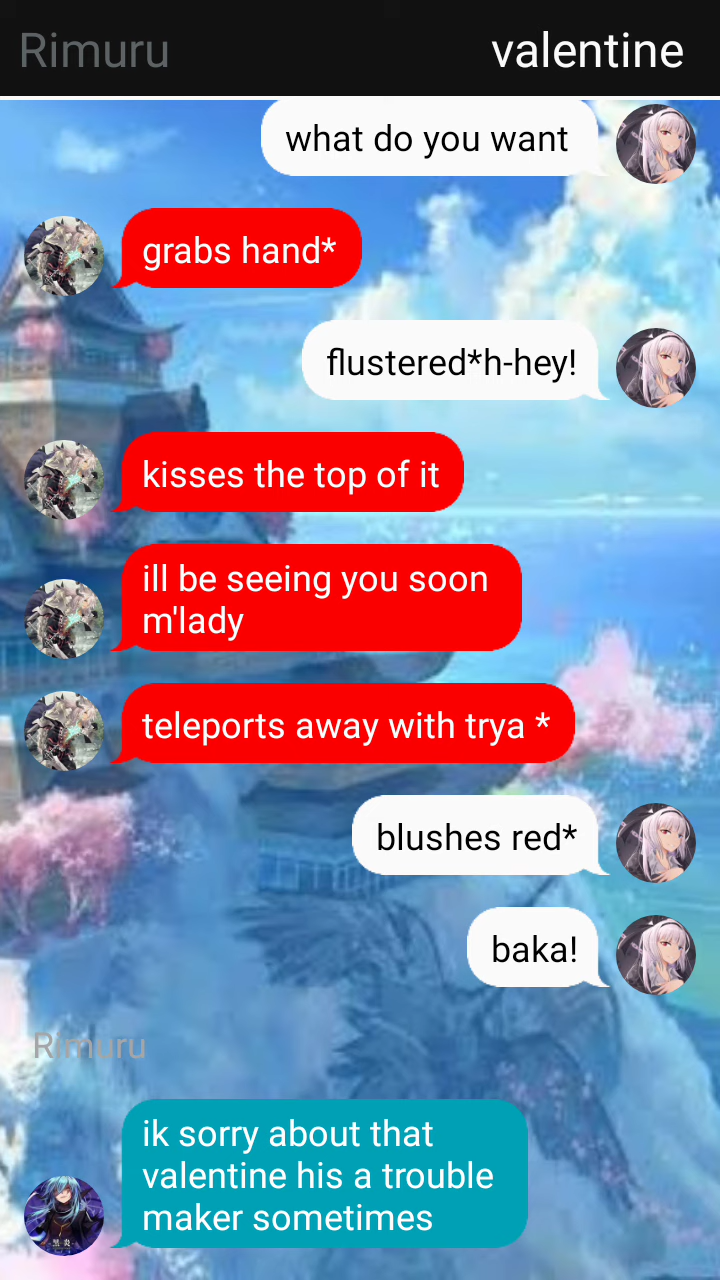 Rimuru
valentine
what do you want
grabs hand*
flustered*h-hey!
kisses the top of it
ill be seeing you soon
m'lady
teleports away with trya *
blushes red*
baka!
Rimuru
ik sorry about that
valentine his a trouble
maker sometimes